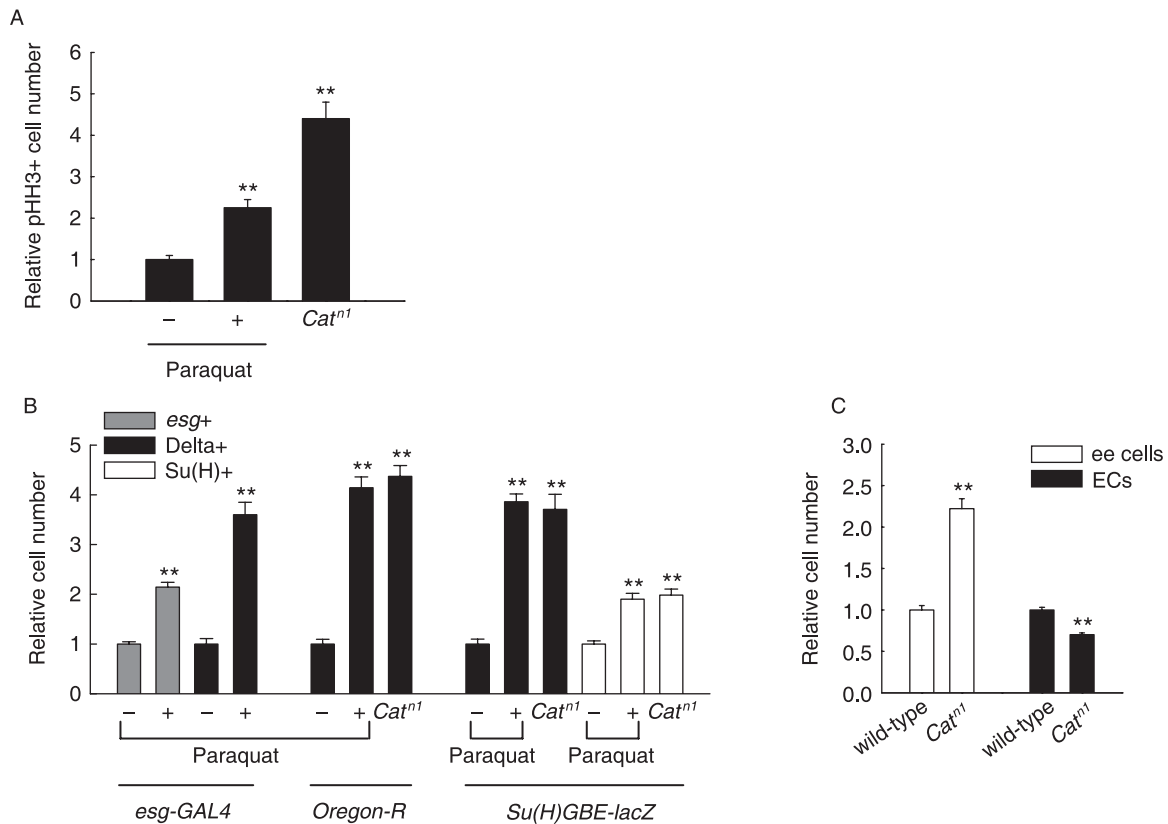 A
Relative pHH3+ cell number
6
5
4
3
2
1
0
** **
− + Catⁿ¹
Paraquat
B
esg+
Delta+
Su(H)+
Relative cell number
5
4
3
2
1
0
** ** ** ** ** ** ** **
− + − + − + Catⁿ¹ − + Catⁿ¹ − + Catⁿ¹
Paraquat Paraquat Paraquat
esg-GAL4 Oregon-R Su(H)GBE-lacZ
C
ee cells
ECs
Relative cell number
3.0
2.5
2.0
1.5
1.0
0.5
0.0
** **
wild-type Catⁿ¹ wild-type Catⁿ¹